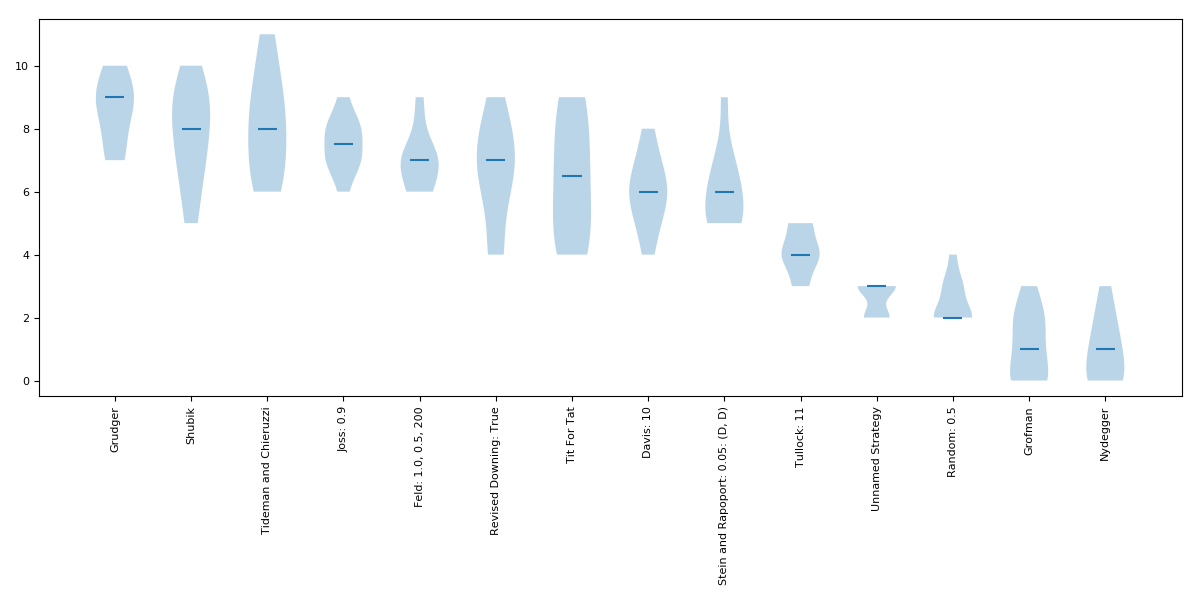 10
8
6
4
2
0
Grudger
Shubik
Tideman and Chieruzzi
Joss: 0.9
Feld: 1.0, 0.5, 200
Revised Downing: True
Tit For Tat
Davis: 10
Stein and Rapoport: 0.05: (D, D)
Tullock: 11
Unnamed Strategy
Random: 0.5
Grofman
Nydegger